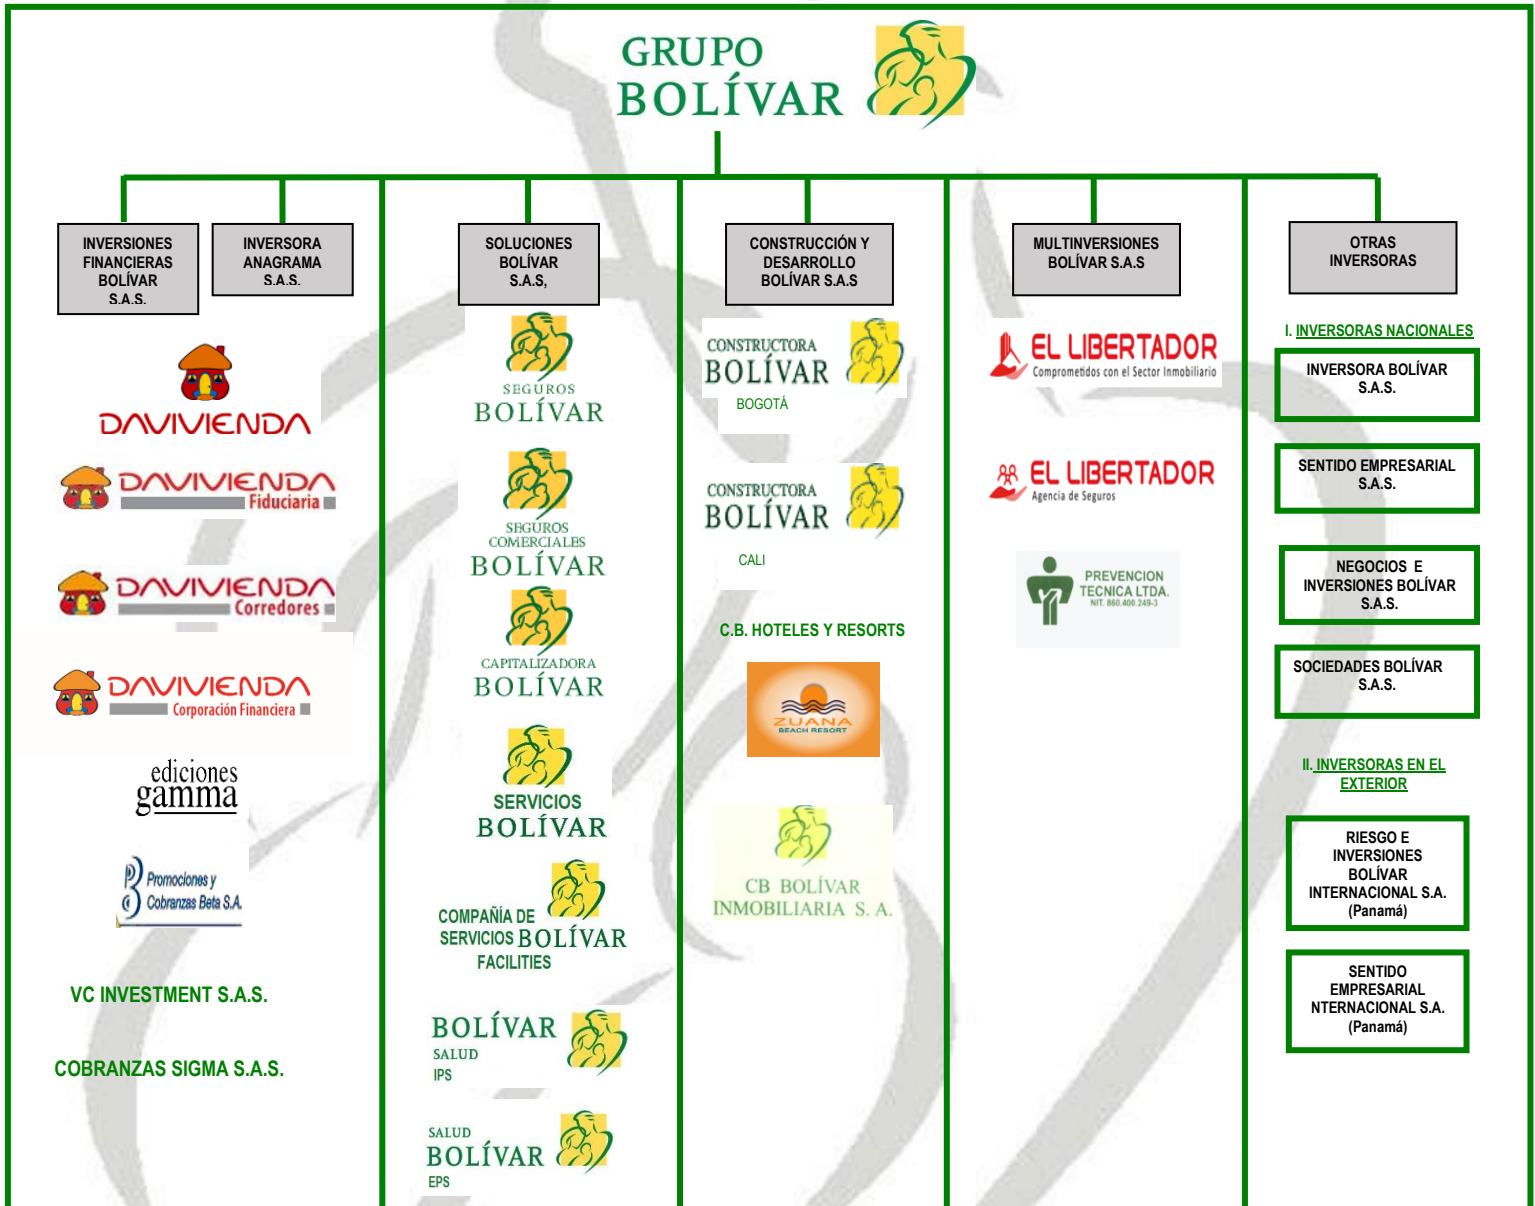 GRUPO
BOLÍVAR
INVERSIONES
FINANCIERAS
BOLÍVAR
S.A.S.
INVERSORA
ANAGRAMA
S.A.S.
DAVIVIENDA
DAVIVIENDA
Fiduciaria
DAVIVIENDA
Corredores
DAVIVIENDA
Corporación Financiera
ediciones
gamma
Promociones y
Cobranzas Beta S.A.
VC INVESTMENT S.A.S.
COBRANZAS SIGMA S.A.S.
SOLUCIONES
BOLÍVAR
S.A.S,
SEGUROS
BOLÍVAR
SEGUROS
COMERCIALES
BOLÍVAR
CAPITALIZADORA
BOLÍVAR
SERVICIOS
BOLÍVAR
COMPAÑÍA DE
SERVICIOS BOLÍVAR
FACILITIES
BOLÍVAR
SALUD
IPS
SALUD
BOLÍVAR
EPS
CONSTRUCCIÓN Y
DESARROLLO
BOLÍVAR S.A.S
CONSTRUCTORA
BOLÍVAR
BOGOTÁ
CONSTRUCTORA
BOLÍVAR
CALI
C.B. HOTELES Y RESORTS
ZUANA
BEACH RESORT
CB BOLÍVAR
INMOBILIARIA S. A.
MULTINVERSIONES
BOLÍVAR S.A.S
EL LIBERTADOR
Comprometidos con el Sector Inmobiliario
EL LIBERTADOR
Agencia de Seguros
PREVENCION
TECNICA LTDA.
NIT. 860.400.249-3
OTRAS
INVERSORAS
I. INVERSORAS NACIONALES
INVERSORA BOLÍVAR
S.A.S.
SENTIDO EMPRESARIAL
S.A.S.
NEGOCIOS E
INVERSIONES BOLÍVAR
S.A.S.
SOCIEDADES BOLÍVAR
S.A.S.
II. INVERSORAS EN EL
EXTERIOR
RIESGO E
INVERSIONES
BOLÍVAR
INTERNACIONAL S.A.
(Panamá)
SENTIDO
EMPRESARIAL
NTERNACIONAL S.A.
(Panamá)